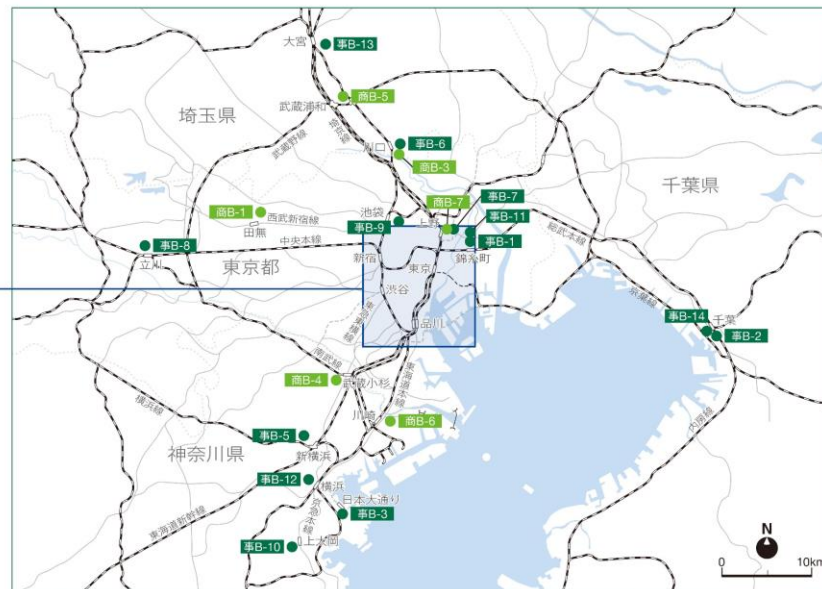 大宮
事B-13
商B-5
武蔵浦和
埼玉県
埼京線
武蔵野線
川口
事B-6
商B-3
千葉県
商B-7
事B-7
商B-1
西武新宿線
田無
池袋
上野
事B-11
事B-9
事B-1
総武本線
事B-8
中央本線
立川
新宿
東京
錦糸町
東京都
渋谷
京葉線
東急東横線
品川
事B-14
千葉
事B-2
南武線
商B-4
武蔵小杉
東海道本線
横浜線
川崎
商B-6
内房線
事B-5
神奈川県
新横浜
事B-12
横浜
日本大通り
京急本線
事B-3
東海道新幹線
事B-10
上大岡
N
0
10km